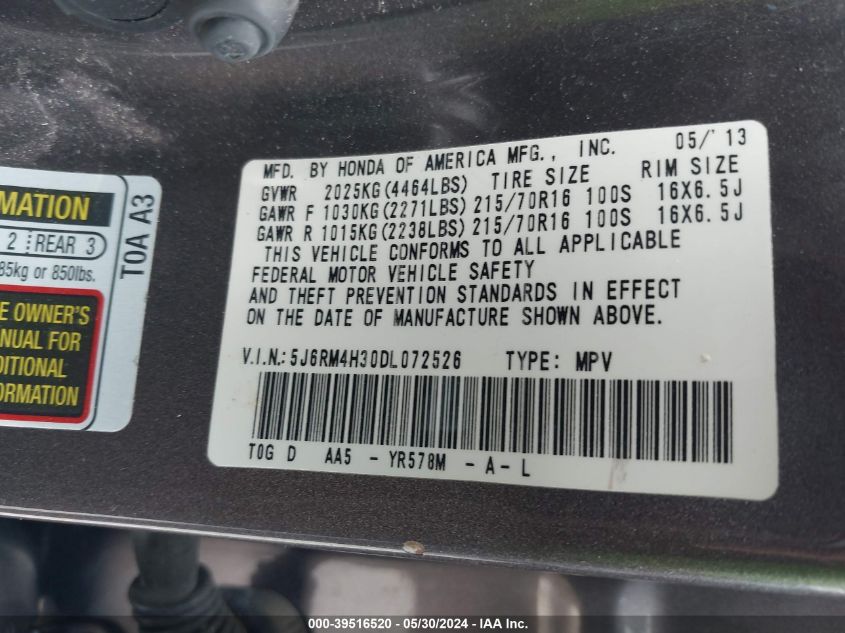 MATION
2 REAR 3
85kg or 850lbs.
E OWNER'S
NUAL FOR
DITIONAL
FORMATION
T0A A3
MFD. BY HONDA OF AMERICA MFG., INC. 05/'13
GVWR 2025KG(4464LBS) TIRE SIZE RIM SIZE
GAWR F 1030KG(2271LBS) 215/70R16 100S 16X6.5J
GAWR R 1015KG(2238LBS) 215/70R16 100S 16X6.5J
THIS VEHICLE CONFORMS TO ALL APPLICABLE
FEDERAL MOTOR VEHICLE SAFETY
AND THEFT PREVENTION STANDARDS IN EFFECT
ON THE DATE OF MANUFACTURE SHOWN ABOVE.
V.I.N.:5J6RM4H30DL072526 TYPE: MPV
T0G D AA5 - YR578M - A - L
000-39516520 - 05/30/2024 - IAA Inc.